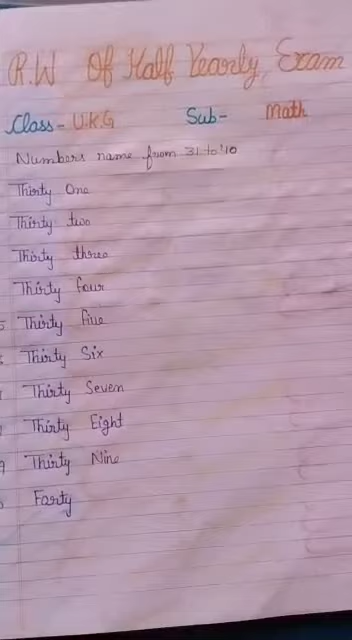 R.W Of Half Yearly Exam
Class - U.K.G Sub - Math
Numbers name from 31 to 40
Thirty One
Thirty two
Thirty three
Thirty four
Thirty five
Thirty Six
Thirty Seven
Thirty Eight
9 Thirty Nine
Forty